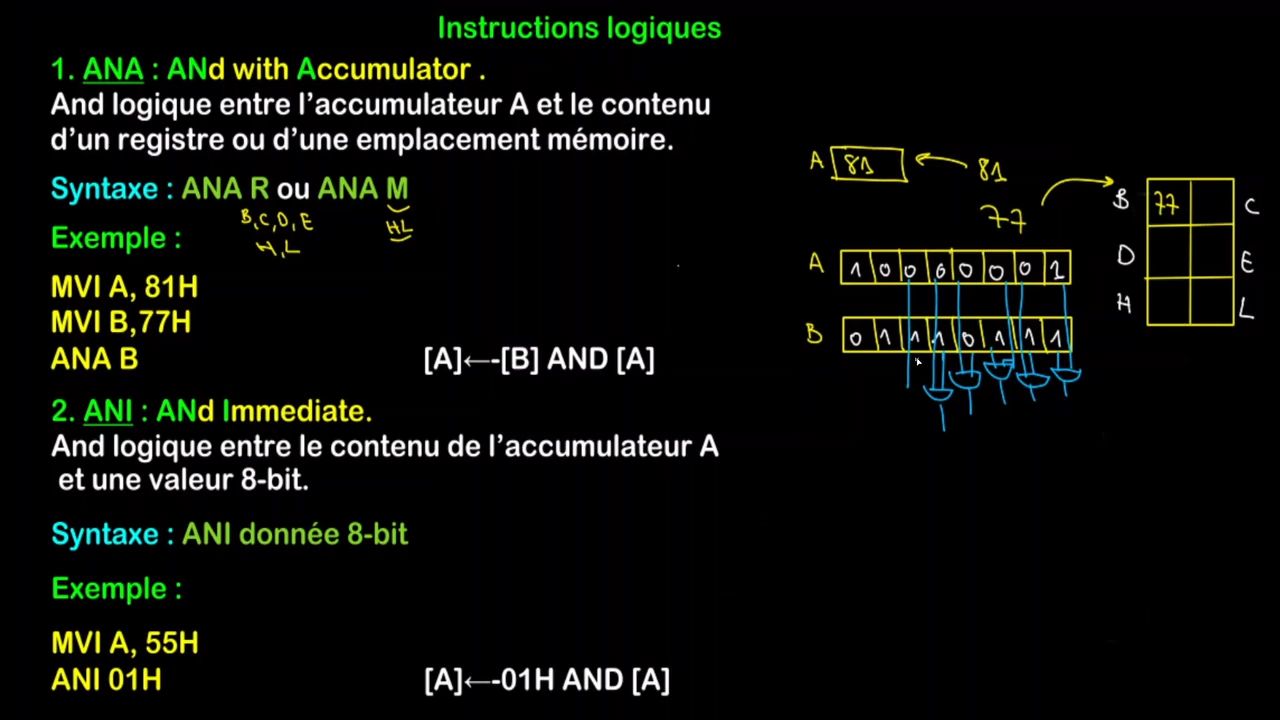 Instructions logiques
1. ANA : ANd with Accumulator .
And logique entre l’accumulateur A et le contenu
d’un registre ou d’une emplacement mémoire.
Syntaxe : ANA R ou ANA M
B, C, D, E
H, L
HL
Exemple :
MVI A, 81H
MVI B,77H
ANA B
[A]←-[B] AND [A]
2. ANI : ANd Immediate.
And logique entre le contenu de l’accumulateur A
et une valeur 8-bit.
Syntaxe : ANI donnée 8-bit
Exemple :
MVI A, 55H
ANI 01H
[A]←-01H AND [A]
A 81 ← 81
77
A 1 0 0 0 0 0 0 1
B 0 1 1 1 0 1 1 1
B 77 C
D E
H L